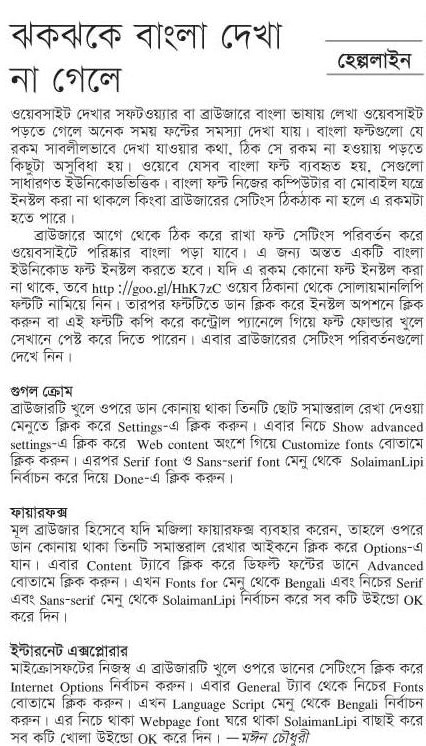 ঝকঝকে বাংলা দেখা
না গেলে
হেল্পলাইন
ওয়েবসাইট দেখার সফটওয়্যার বা ব্রাউজারে বাংলা ভাষায় লেখা ওয়েবসাইট
পড়তে গেলে অনেক সময় ফন্টের সমস্যা দেখা যায়। বাংলা ফন্টগুলো যে
রকম সাবলীলভাবে দেখা যাওয়ার কথা, ঠিক সে রকম না হওয়ায় পড়তে
কিছুটা অসুবিধা হয়। ওয়েবে যেসব বাংলা ফন্ট ব্যবহৃত হয়, সেগুলো
সাধারণত ইউনিকোডভিত্তিক। বাংলা ফন্ট নিজের কম্পিউটার বা মোবাইল যন্ত্রে
ইনস্টল করা না থাকলে কিংবা ব্রাউজারের সেটিংস ঠিকঠাক না হলে এ রকমটা
হতে পারে।
ব্রাউজারে আগে থেকে ঠিক করে রাখা ফন্ট সেটিংস পরিবর্তন করে
ওয়েবসাইটে পরিষ্কার বাংলা পড়া যাবে। এ জন্য অন্তত একটি বাংলা
ইউনিকোড ফন্ট ইনস্টল করতে হবে। যদি এ রকম কোনো ফন্ট ইনস্টল করা
না থাকে, তবে http://goo.gl/HhK7zC ওয়েব ঠিকানা থেকে সোলায়মানলিপি
ফন্টটি নামিয়ে নিন। তারপর ফন্টটিতে ডান ক্লিক করে ইনস্টল অপশনে ক্লিক
করুন বা এই ফন্টটি কপি করে কন্ট্রোল প্যানেলে গিয়ে ফন্ট ফোল্ডার খুলে
সেখানে পেস্ট করে দিতে পারেন। এবার ব্রাউজারের সেটিংস পরিবর্তনগুলো
দেখে নিন।
গুগল ক্রোম
ব্রাউজারটি খুলে ওপরে ডান কোনায় থাকা তিনটি ছোট সমান্তরাল রেখা দেওয়া
মেনুতে ক্লিক করে Settings-এ ক্লিক করুন। এবার নিচে Show advanced
settings-এ ক্লিক করে Web content অংশে গিয়ে Customize fonts বোতামে
ক্লিক করুন। এরপর Serif font ও Sans-serif font মেনু থেকে SolaimanLipi
নির্বাচন করে দিয়ে Done-এ ক্লিক করুন।
ফায়ারফক্স
মূল ব্রাউজার হিসেবে যদি মজিলা ফায়ারফক্স ব্যবহার করেন, তাহলে ওপরে
ডান কোনায় থাকা তিনটি সমান্তরাল রেখার আইকনে ক্লিক করে Options-এ
যান। এবার Content ট্যাবে ক্লিক করে ডিফল্ট ফন্টের ডানে Advanced
বোতামে ক্লিক করুন। এখন Fonts for মেনু থেকে Bengali এবং নিচের Serif
এবং Sans-serif মেনু থেকে SolaimanLipi নির্বাচন করে সব কটি উইন্ডো OK
করে দিন।
ইন্টারনেট এক্সপ্লোরার
মাইক্রোসফটের নিজস্ব এ ব্রাউজারটি খুলে ওপরে ডানের সেটিংসে ক্লিক করে
Internet Options নির্বাচন করুন। এবার General ট্যাব থেকে নিচের Fonts
বোতামে ক্লিক করুন। এখন Language Script মেনু থেকে Bengali নির্বাচন
করুন। এর নিচে থাকা Webpage font ঘরে থাকা SolaimanLipi বাছাই করে
সব কটি খোলা উইন্ডো OK করে দিন। —মঈন চৌধুরী